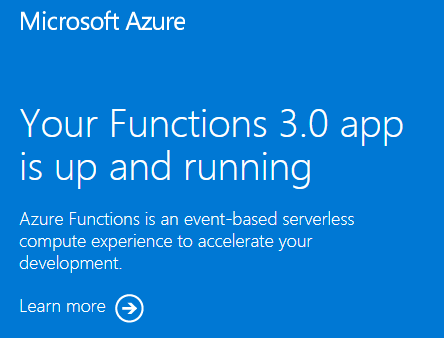 Microsoft Azure
Your Functions 3.0 app
is up and running
Azure Functions is an event-based serverless
compute experience to accelerate your
development.
Learn more